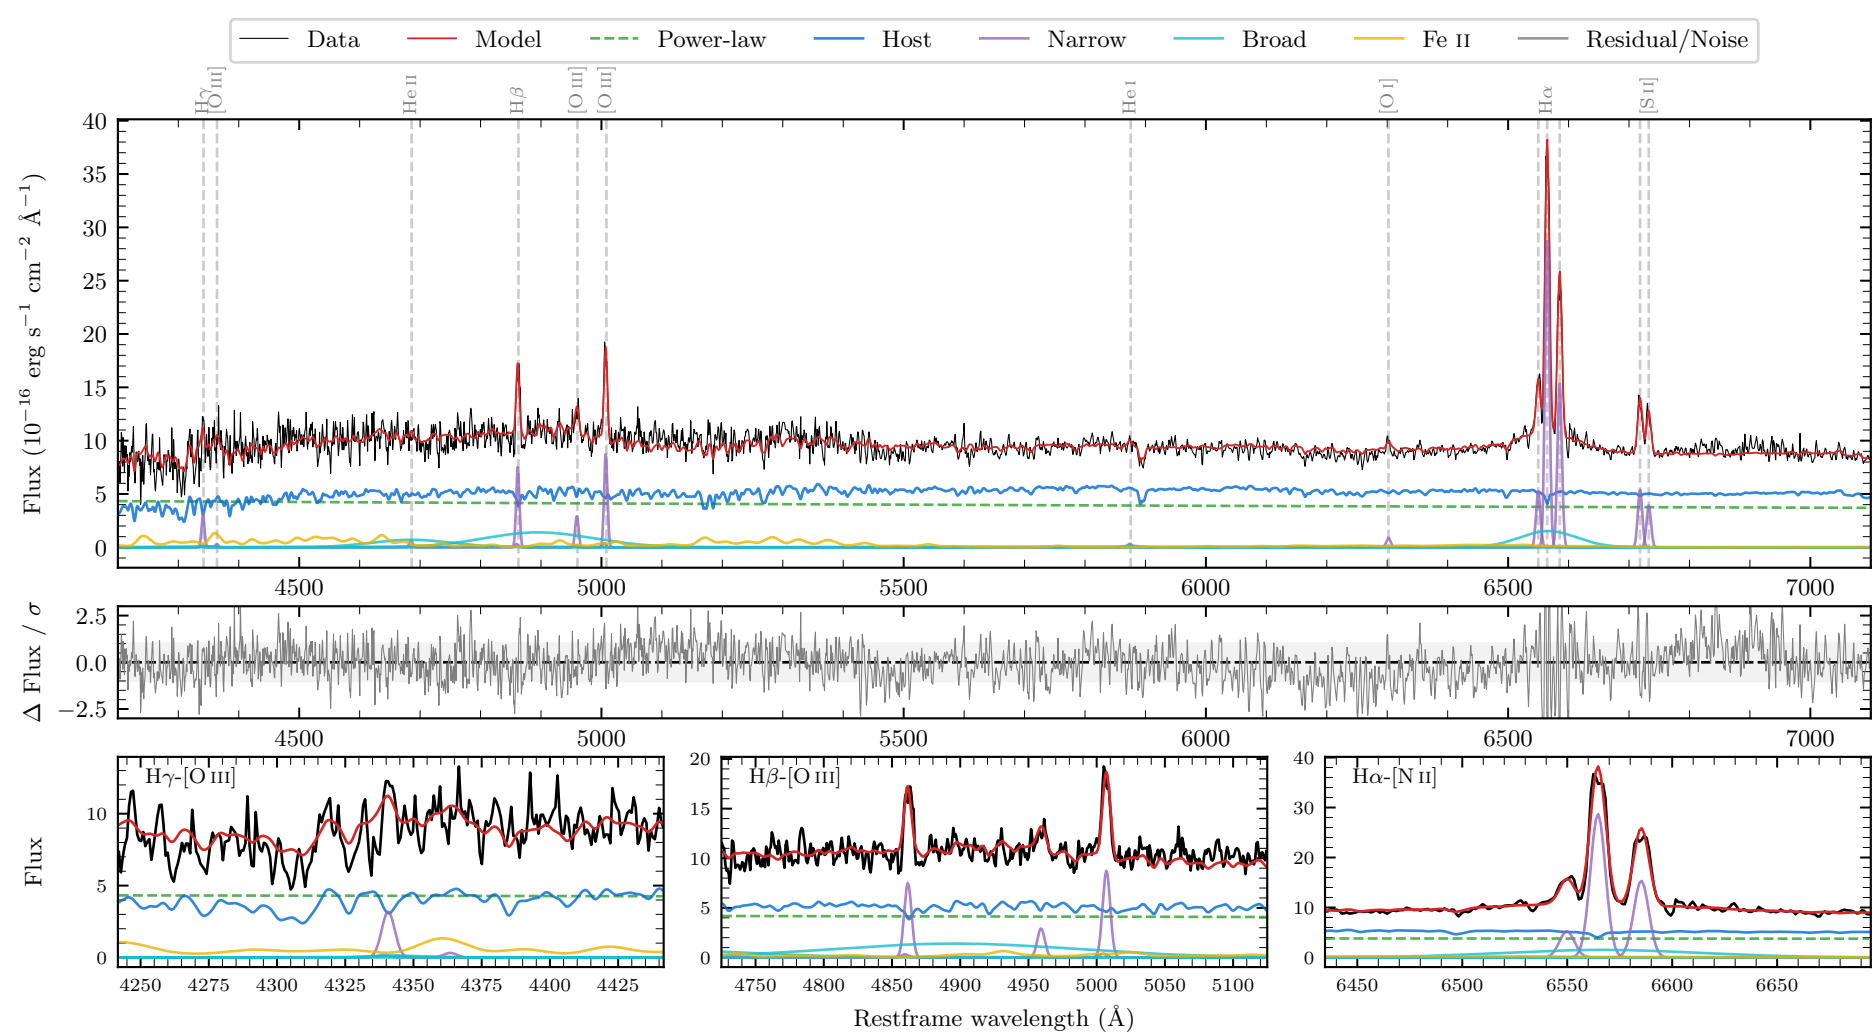 Data Model Power-law Host Narrow Broad Fe II Residual/Noise
Hγ [O III] He II Hβ [O III] [O III] He I [O I] Hα [S II]
Flux (10⁻¹⁶ erg s⁻¹ cm⁻² Å⁻¹)
40
35
30
25
20
15
10
5
0
4500 5000 5500 6000 6500 7000
Δ Flux / σ
2.5
0.0
−2.5
4500 5000 5500 6000 6500 7000
Flux
Hγ-[O III]
10
5
0
4250 4275 4300 4325 4350 4375 4400 4425
Hβ-[O III]
20
15
10
5
0
4750 4800 4850 4900 4950 5000 5050 5100
Hα-[N II]
40
30
20
10
0
6450 6500 6550 6600 6650
Restframe wavelength (Å)